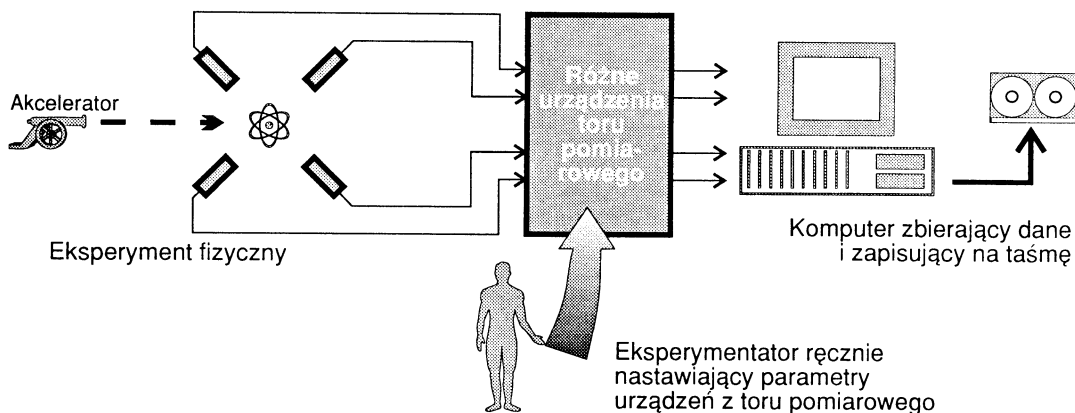 Akcelerator
Różne
urządzenia
toru
pomia-
rowego
Eksperyment fizyczny
Komputer zbierający dane
i zapisujący na taśmę
Eksperymentator ręcznie
nastawiający parametry
urządzeń z toru pomiarowego